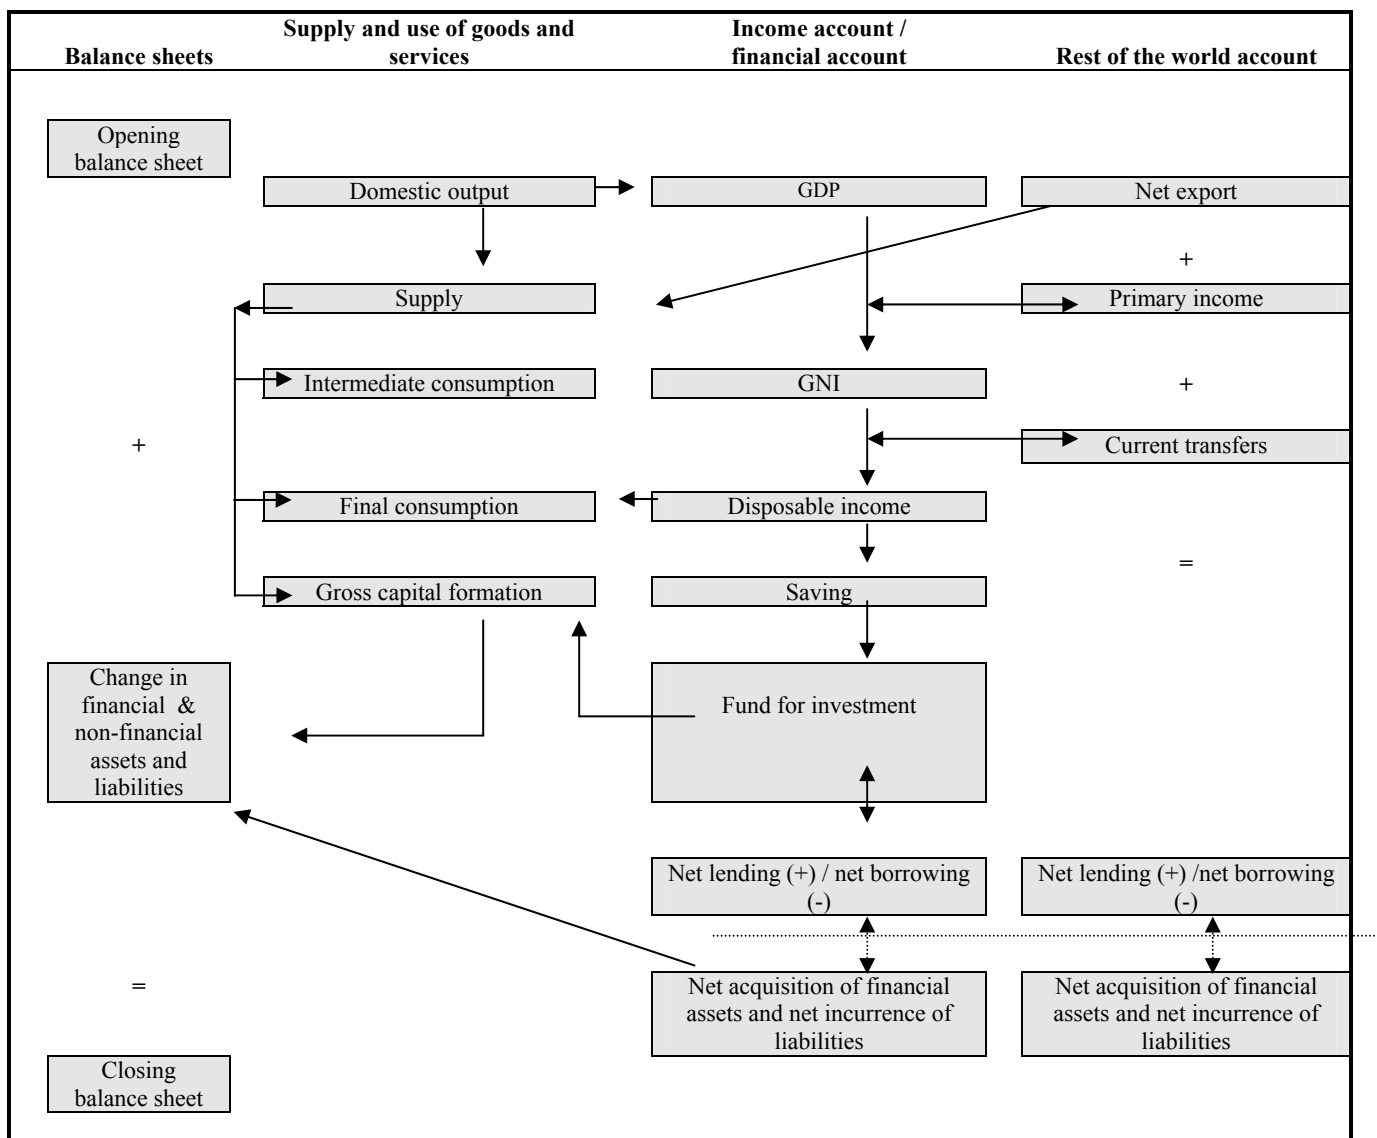 Balance sheets
Supply and use of goods and
services
Income account /
financial account
Rest of the world account
Opening
balance sheet
Domestic output
GDP
Net export
+
Supply
Primary income
Intermediate consumption
GNI
+
+
Current transfers
Final consumption
Disposable income
=
Gross capital formation
Saving
Change in
financial &
non-financial
assets and
liabilities
Fund for investment
Net lending (+) / net borrowing
(-)
Net lending (+) /net borrowing
(-)
=
Net acquisition of financial
assets and net incurrence of
liabilities
Net acquisition of financial
assets and net incurrence of
liabilities
Closing
balance sheet